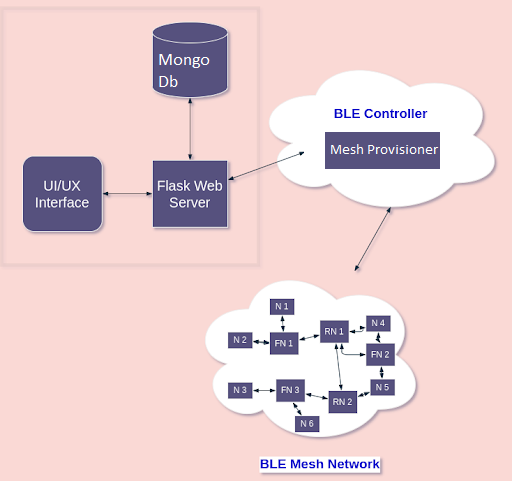 Mongo
Db
BLE Controller
Mesh Provisioner
UI/UX
Interface
Flask Web
Server
N 1
N 2
FN 1
RN 1
N 4
FN 2
N 3
FN 3
RN 2
N 5
N 6
BLE Mesh Network